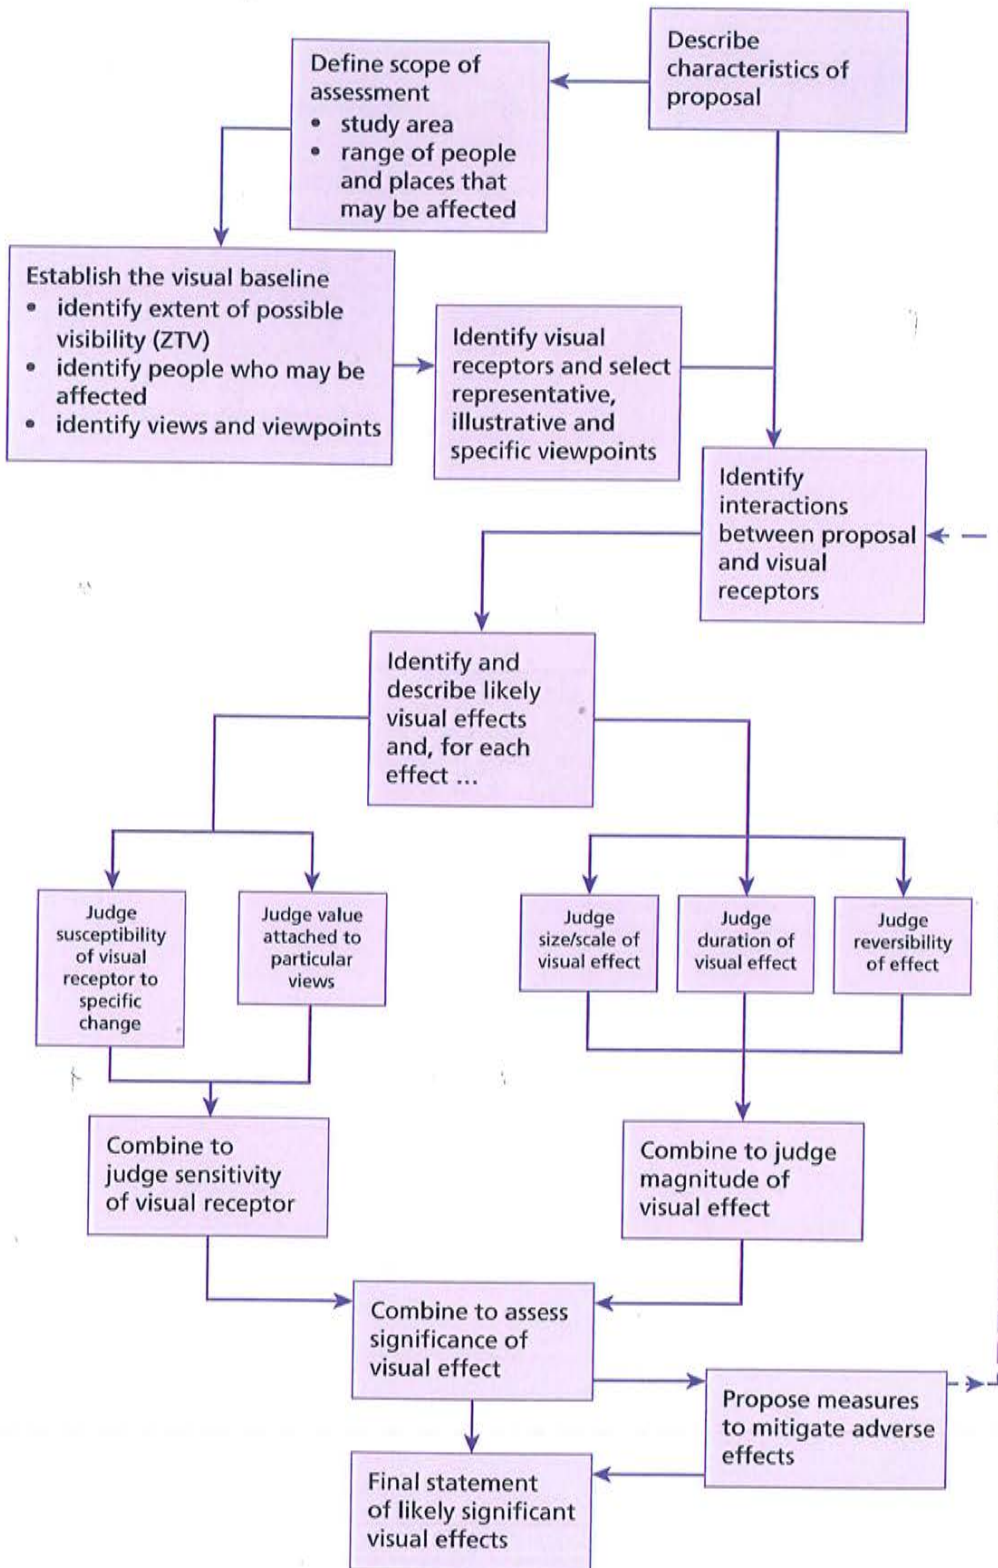 Describe
characteristics of
proposal
Define scope of
assessment
• study area
• range of people
and places that
may be affected
Establish the visual baseline
• identify extent of possible
visibility (ZTV)
• identify people who may be
affected
• identify views and viewpoints
Identify visual
receptors and select
representative,
illustrative and
specific viewpoints
Identify
interactions
between proposal
and visual
receptors
Identify and
describe likely
visual effects
and, for each
effect ...
Judge
susceptibility
of visual
receptor to
specific
change
Judge value
attached to
particular
views
Judge
size/scale of
visual effect
Judge
duration of
visual effect
Judge
reversibility
of effect
Combine to
judge sensitivity
of visual receptor
Combine to judge
magnitude of
visual effect
Combine to assess
significance of
visual effect
Propose measures
to mitigate adverse
effects
Final statement
of likely significant
visual effects